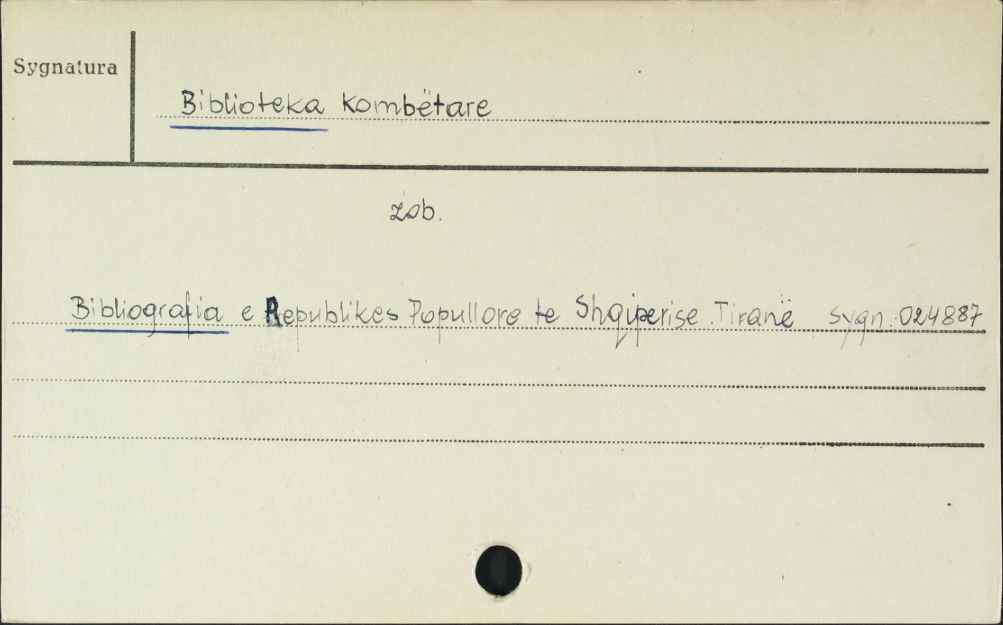 Sygnatura
Biblioteka Kombëtare
zob.
Bibliografia e Republikes Popullore te Shqiperise. Tiranë sygn. 024887